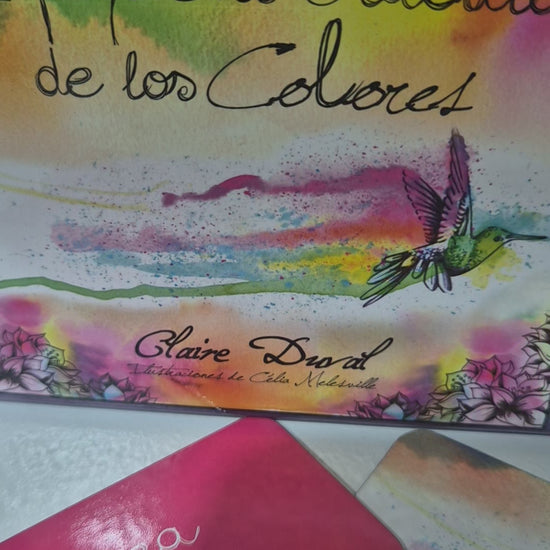 de los Colores
Claire Duval
Ilustraciones de Célia Melesville